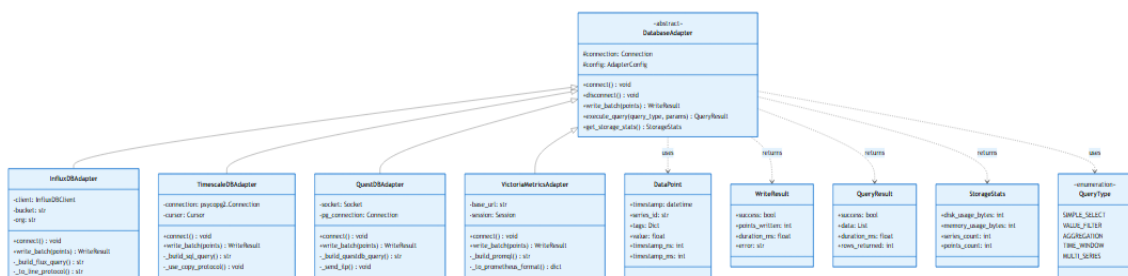 «abstract»
DatabaseAdapter
#connection: Connection
#config: AdapterConfig
+connect() : void
+disconnect() : void
+write_batch(points) : WriteResult
+execute_query(query_type, params) : QueryResult
+get_storage_stats() : StorageStats
uses
returns
returns
returns
uses
InfluxDBAdapter
-client: InfluxDBClient
-bucket: str
-org: str
+connect() : void
+write_batch(points) : WriteResult
-_build_flux_query() : str
-_to_line_protocol() : str
TimescaleDBAdapter
-connection: psycopg2.Connection
-cursor: Cursor
+connect() : void
+write_batch(points) : WriteResult
-_build_sql_query() : str
-_use_copy_protocol() : void
QuestDBAdapter
-socket: Socket
-pg_connection: Connection
+connect() : void
+write_batch(points) : WriteResult
-_build_questdb_query() : str
-_send_ilp() : void
VictoriaMetricsAdapter
-base_url: str
-session: Session
+connect() : void
+write_batch(points) : WriteResult
-_build_promql() : str
-_to_prometheus_format() : dict
DataPoint
+timestamp: datetime
+series_id: str
+tags: Dict
+value: float
+timestamp_ns: int
+timestamp_ms: int
WriteResult
+success: bool
+points_written: int
+duration_ms: float
+error: str
QueryResult
+success: bool
+data: List
+duration_ms: float
+rows_returned: int
StorageStats
+disk_usage_bytes: int
+memory_usage_bytes: int
+series_count: int
+points_count: int
«enumeration»
QueryType
SIMPLE_SELECT
VALUE_FILTER
AGGREGATION
TIME_WINDOW
MULTI_SERIES